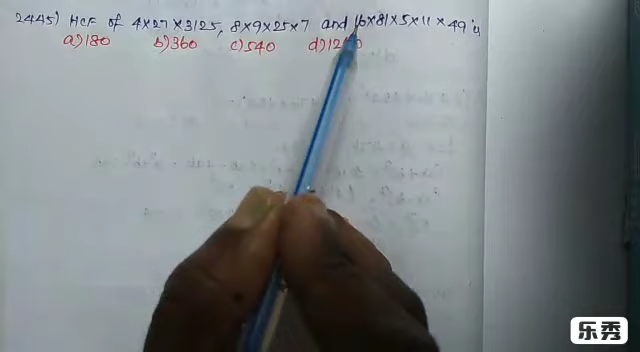 2445) HCF of 4×27×3125, 8×9×25×7 and 16×81×5×11×49 is
a) 180 b) 360 c) 540 d)
乐秀